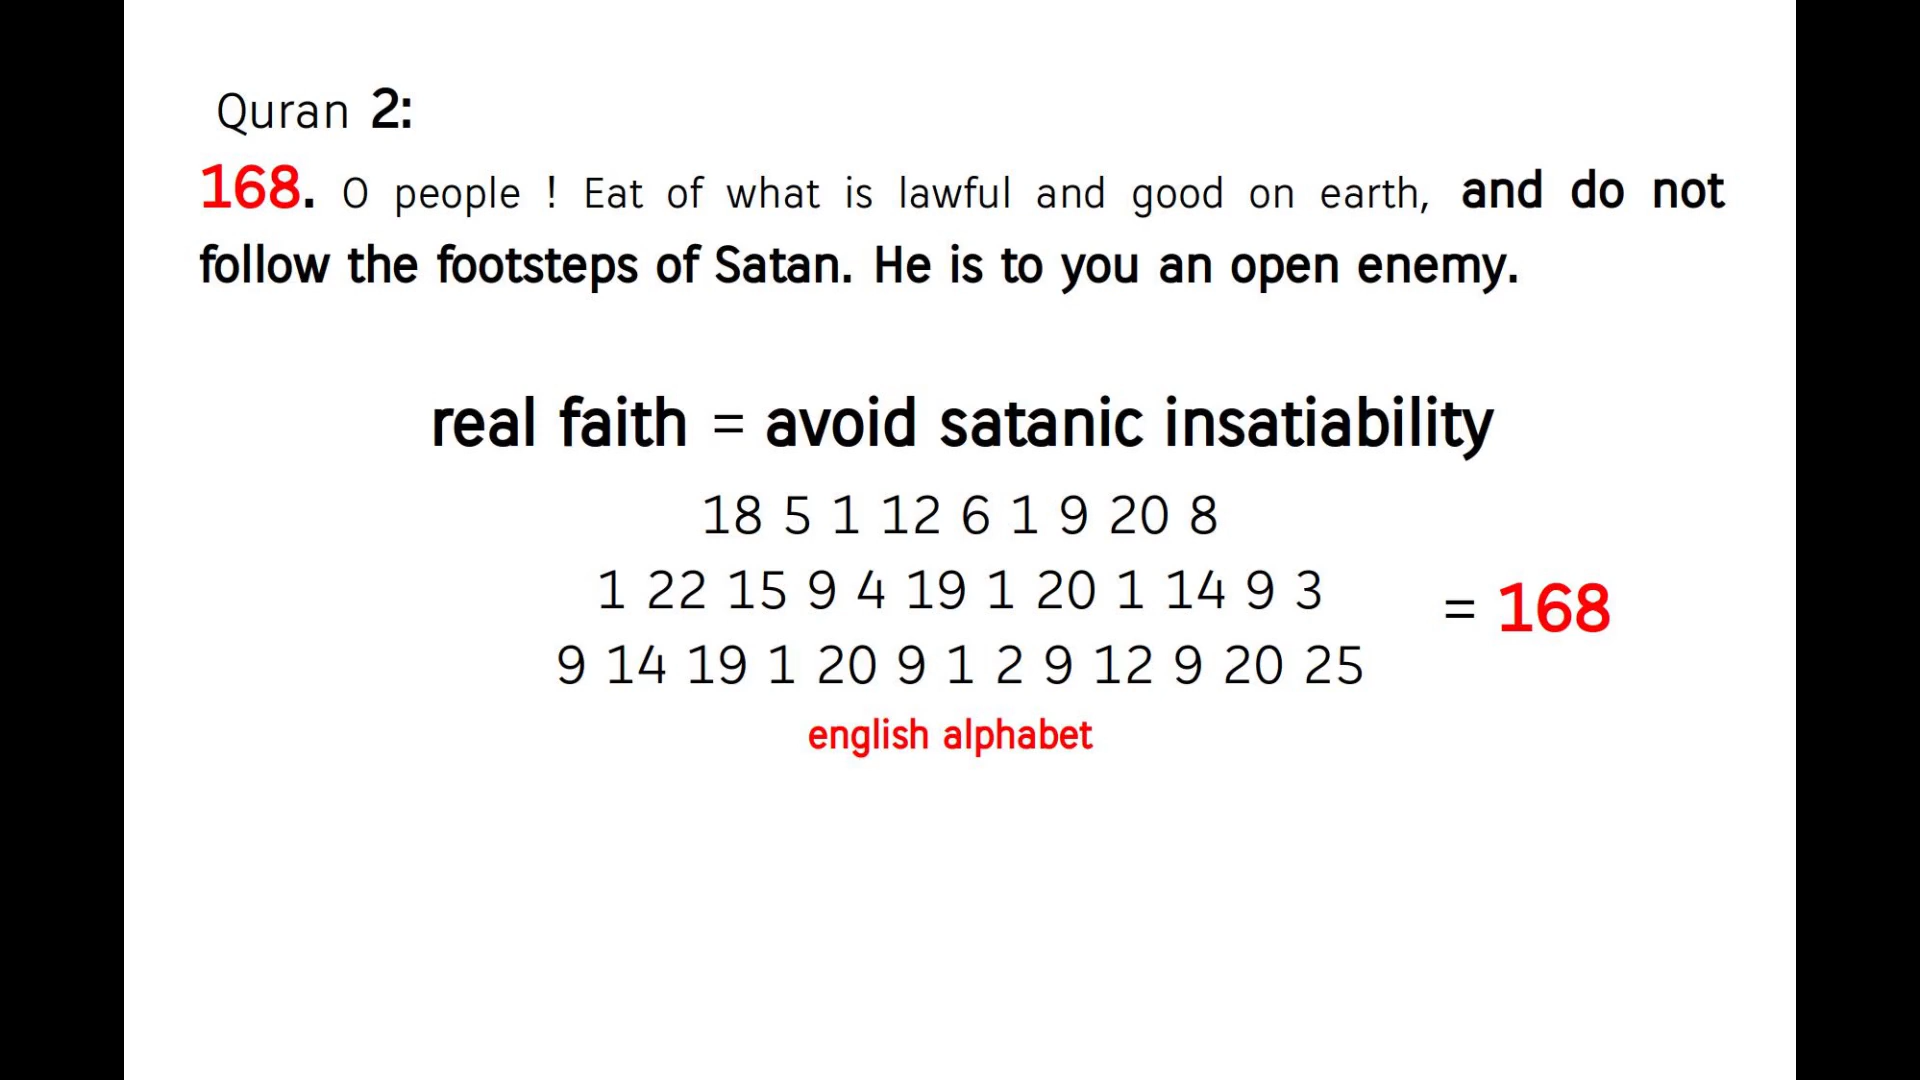 Quran 2:
168. O people ! Eat of what is lawful and good on earth, and do not
follow the footsteps of Satan. He is to you an open enemy.
real faith = avoid satanic insatiability
18 5 1 12 6 1 9 20 8
1 22 15 9 4 19 1 20 1 14 9 3
= 168
9 14 19 1 20 9 1 2 9 12 9 20 25
english alphabet